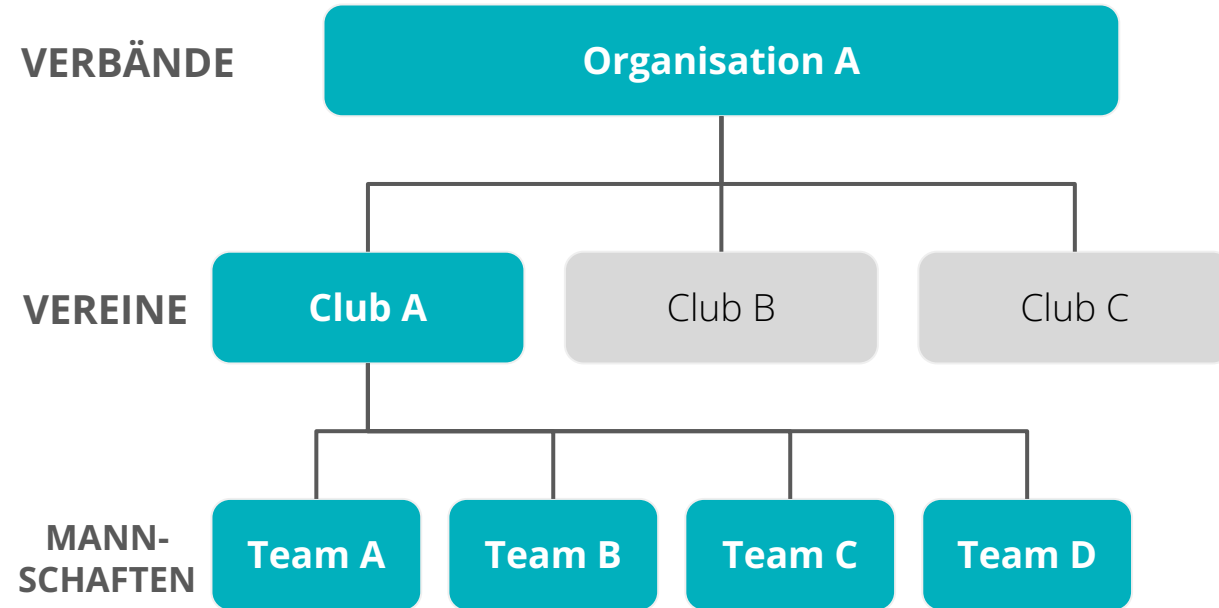 VERBÄNDE
Organisation A
VEREINE
Club A
Club B
Club C
MANN-
SCHAFTEN
Team A
Team B
Team C
Team D